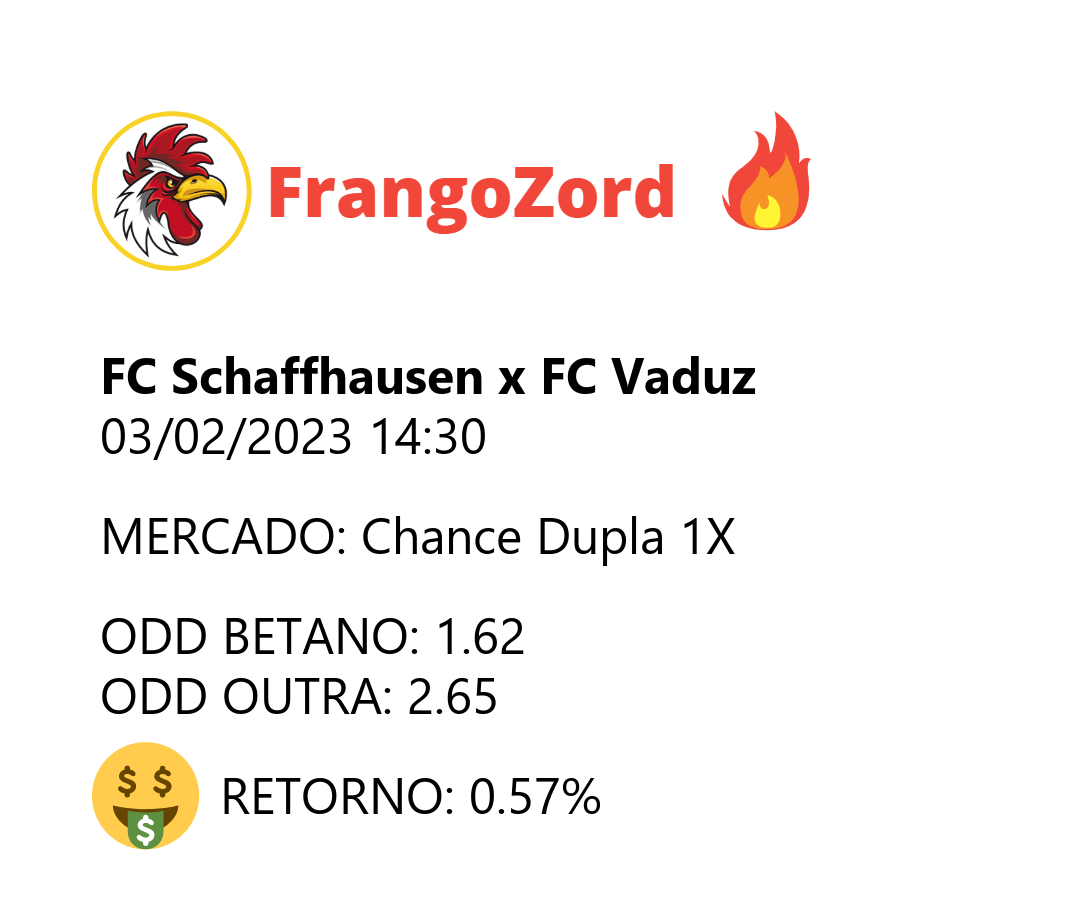 FrangoZord
FC Schaffhausen x FC Vaduz
03/02/2023 14:30
MERCADO: Chance Dupla 1X
ODD BETANO: 1.62
ODD OUTRA: 2.65
RETORNO: 0.57%